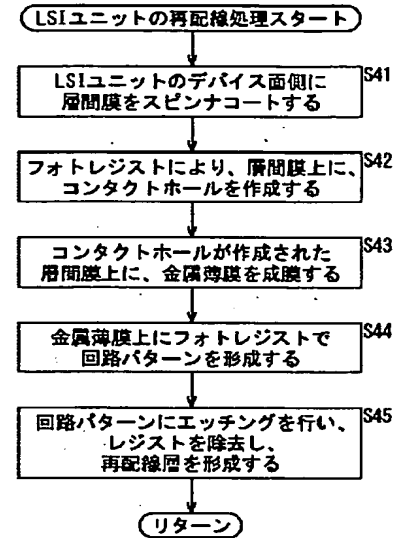 LSIユニットの再配線処理スタート
S41
LSIユニットのデバイス面側に
層間膜をスピンナコートする
S42
フォトレジストにより、層間膜上に、
コンタクトホールを作成する
S43
コンタクトホールが作成された
層間膜上に、金属薄膜を成膜する
S44
金属薄膜上にフォトレジストで
回路パターンを形成する
S45
回路パターンにエッチングを行い、
レジストを除去し、
再配線層を形成する
リターン